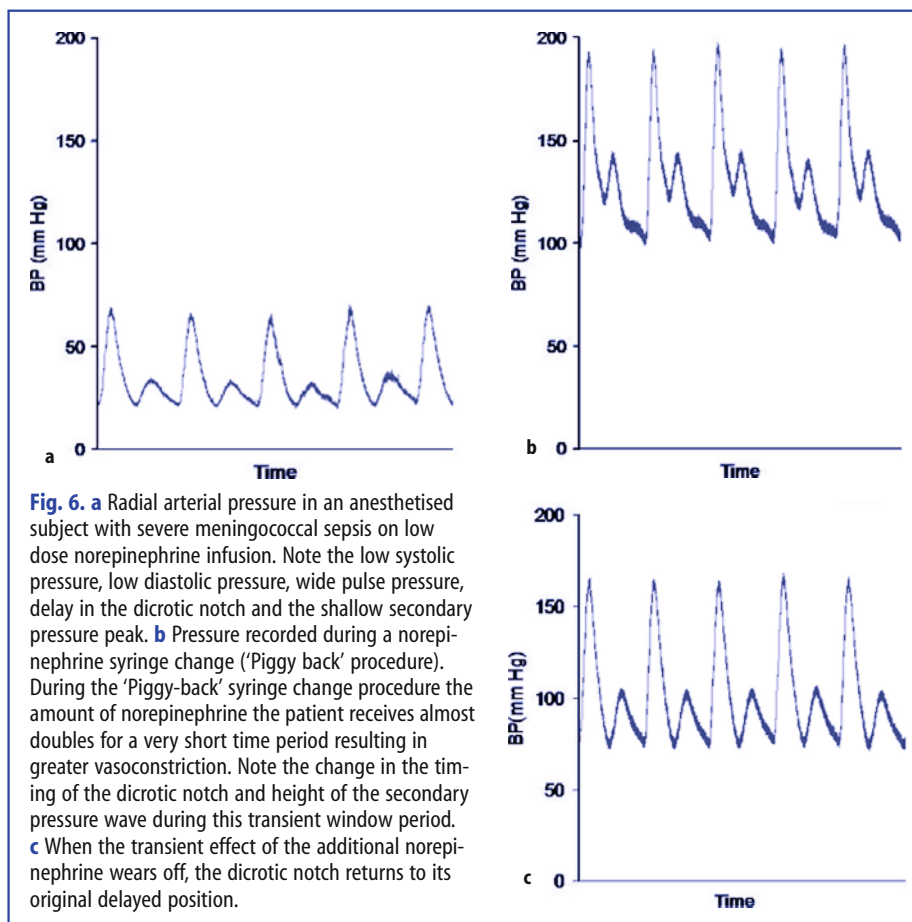 200
150
100
50
0
BP (mm Hg)
a
Time
200
150
100
50
0
BP (mm Hg)
b
Time
Fig. 6. a Radial arterial pressure in an anesthetised
subject with severe meningococcal sepsis on low
dose norepinephrine infusion. Note the low systolic
pressure, low diastolic pressure, wide pulse pressure,
delay in the dicrotic notch and the shallow secondary
pressure peak. b Pressure recorded during a norepi-
nephrine syringe change ('Piggy back' procedure).
During the 'Piggy-back' syringe change procedure the
amount of norepinephrine the patient receives almost
doubles for a very short time period resulting in
greater vasoconstriction. Note the change in the tim-
ing of the dicrotic notch and height of the secondary
pressure wave during this transient window period.
c When the transient effect of the additional norepi-
nephrine wears off, the dicrotic notch returns to its
original delayed position.
200
150
100
50
0
BP(mm Hg)
c
Time